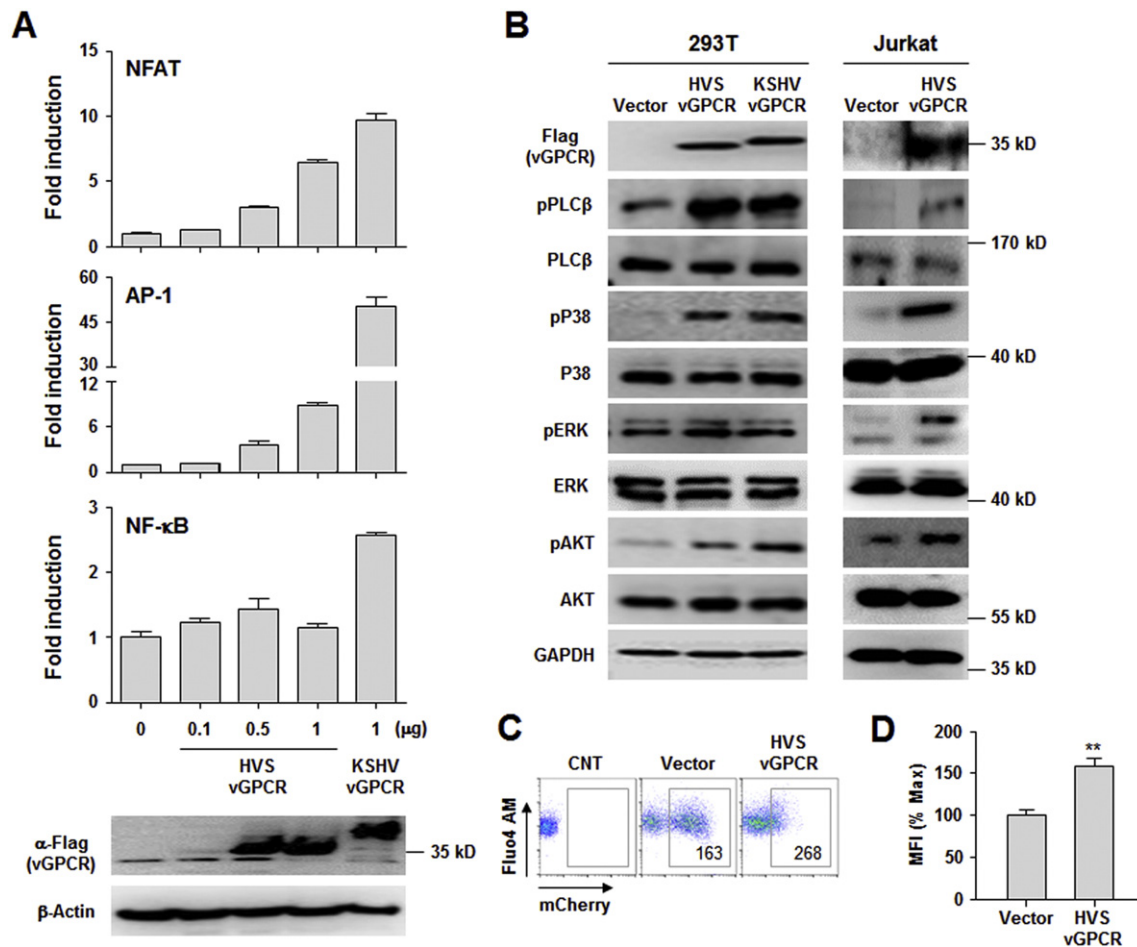 A
NFAT
Fold induction
15
10
5
0
AP-1
Fold induction
60
45
30
12
6
0
NF-κB
Fold induction
3
2
1
0
0 0.1 0.5 1 (μg) 1
HVS vGPCR
KSHV vGPCR
α-Flag (vGPCR)
35 kD
β-Actin
B
293T
Jurkat
Vector
HVS vGPCR
KSHV vGPCR
Vector
HVS vGPCR
Flag (vGPCR)
35 kD
pPLCβ
170 kD
PLCβ
pP38
40 kD
P38
pERK
ERK
40 kD
pAKT
AKT
55 kD
GAPDH
35 kD
C
CNT
Vector
HVS vGPCR
Fluo4 AM
163
268
mCherry
D
MFI (% Max)
200
150
100
50
0
**
Vector
HVS vGPCR